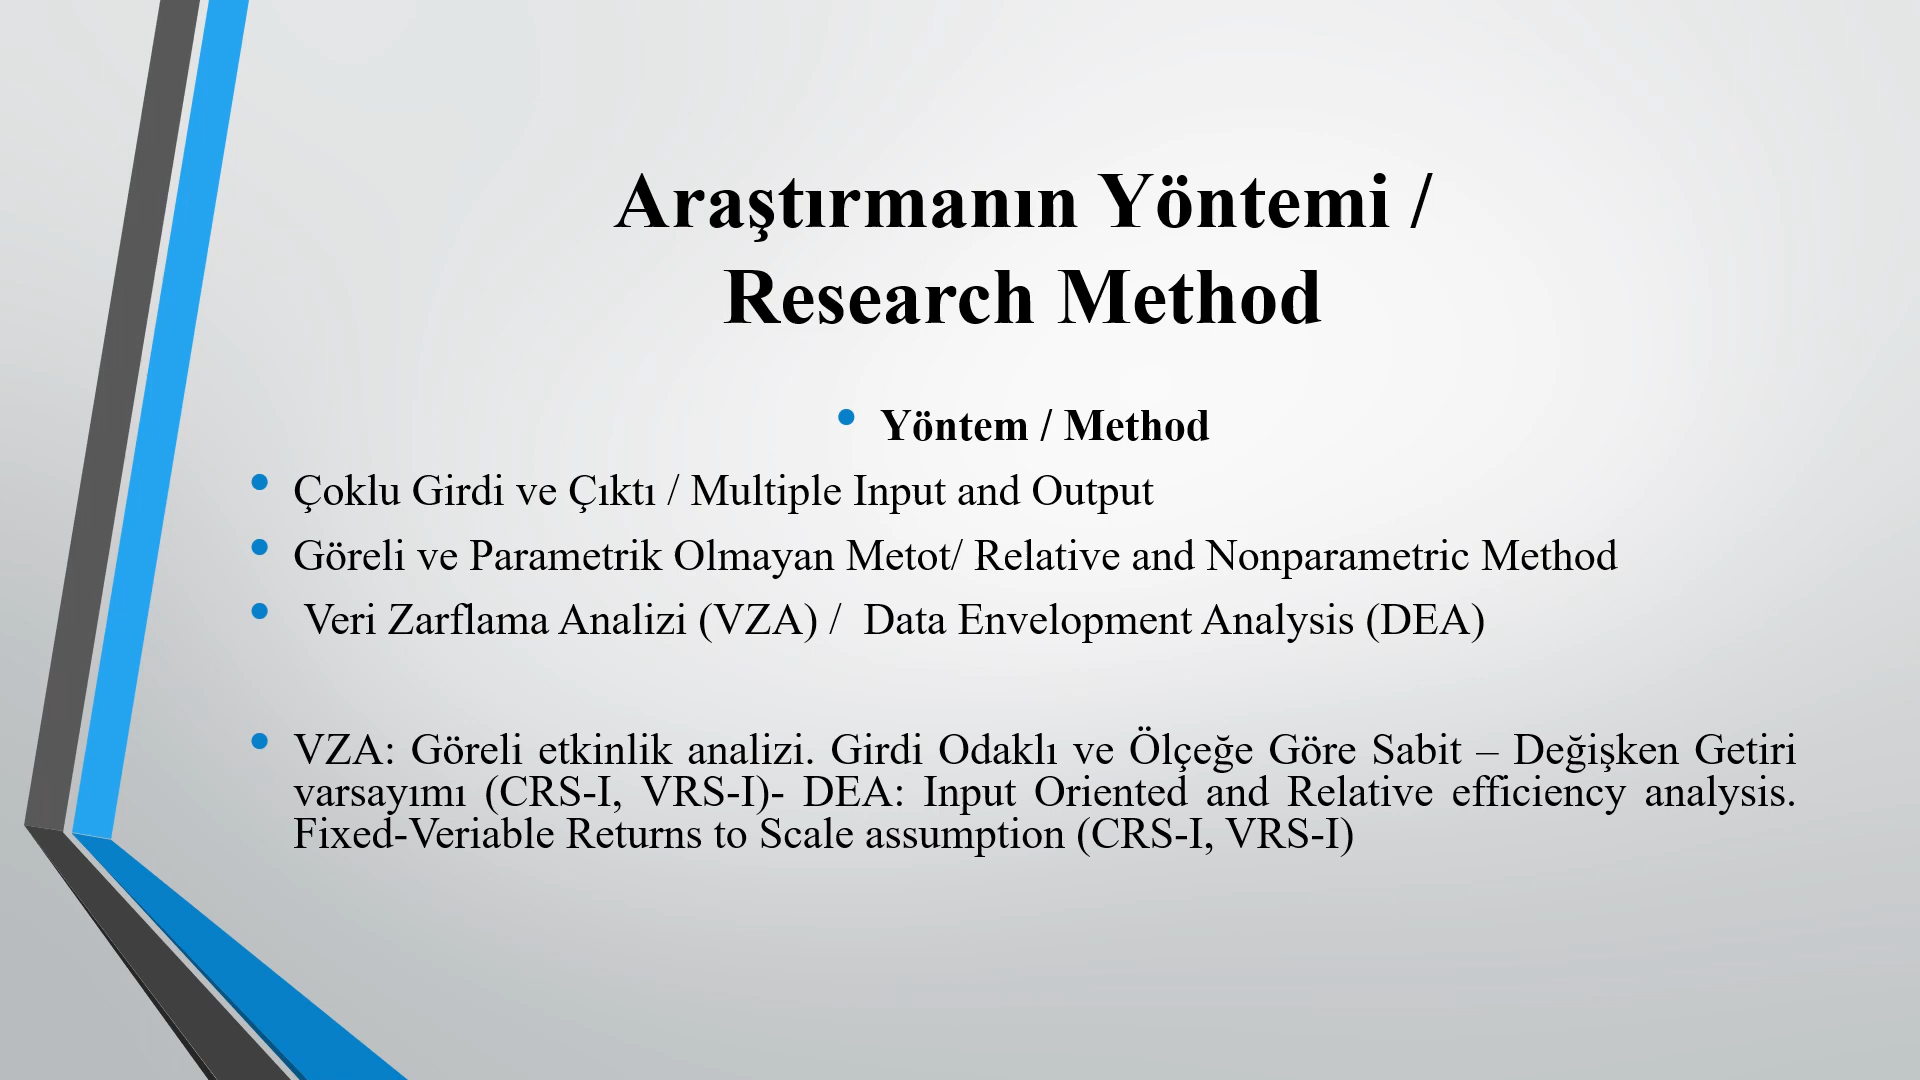 Araştırmanın Yöntemi /
Research Method
• Yöntem / Method
• Çoklu Girdi ve Çıktı / Multiple Input and Output
• Göreli ve Parametrik Olmayan Metot/ Relative and Nonparametric Method
• Veri Zarflama Analizi (VZA) / Data Envelopment Analysis (DEA)
• VZA: Göreli etkinlik analizi. Girdi Odaklı ve Ölçeğe Göre Sabit – Değişken Getiri
varsayımı (CRS-I, VRS-I)- DEA: Input Oriented and Relative efficiency analysis.
Fixed-Veriable Returns to Scale assumption (CRS-I, VRS-I)